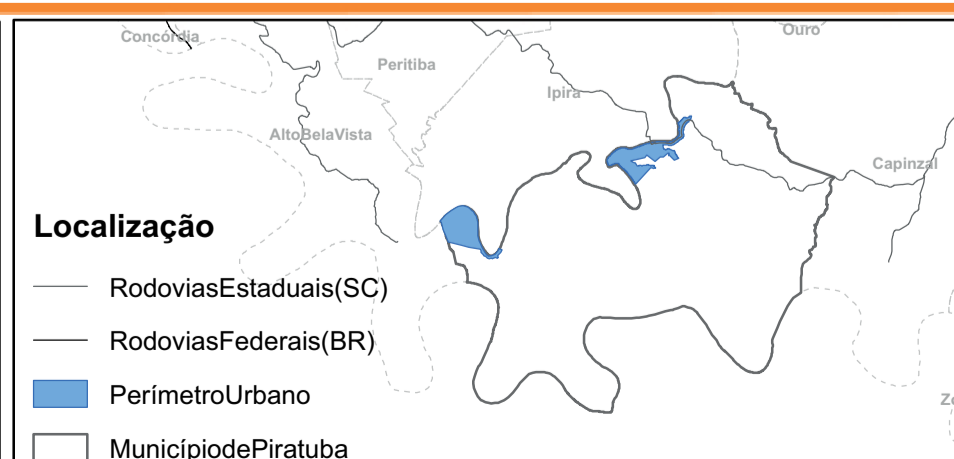 Concórdia
Ouro
Peritiba
Ipira
AltoBelaVista
Capinzal
Localização
RodoviasEstaduais(SC)
RodoviasFederais(BR)
PerímetroUrbano
MunicípiodePiratuba